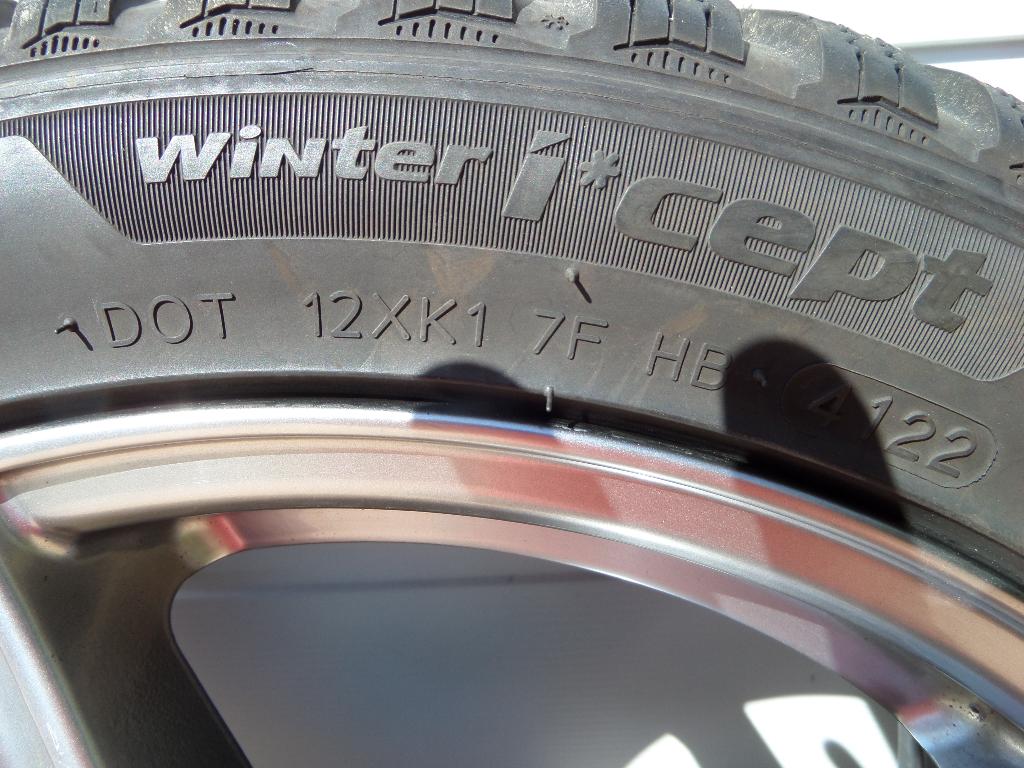 Winter i*cept
DOT 12XK1 7F HB 4122